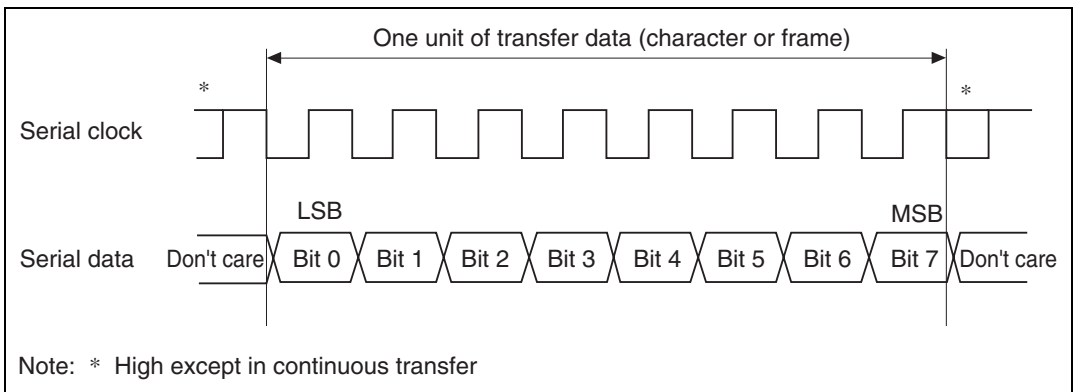 One unit of transfer data (character or frame)
* *
Serial clock
LSB MSB
Serial data Don't care Bit 0 Bit 1 Bit 2 Bit 3 Bit 4 Bit 5 Bit 6 Bit 7 Don't care
Note: * High except in continuous transfer